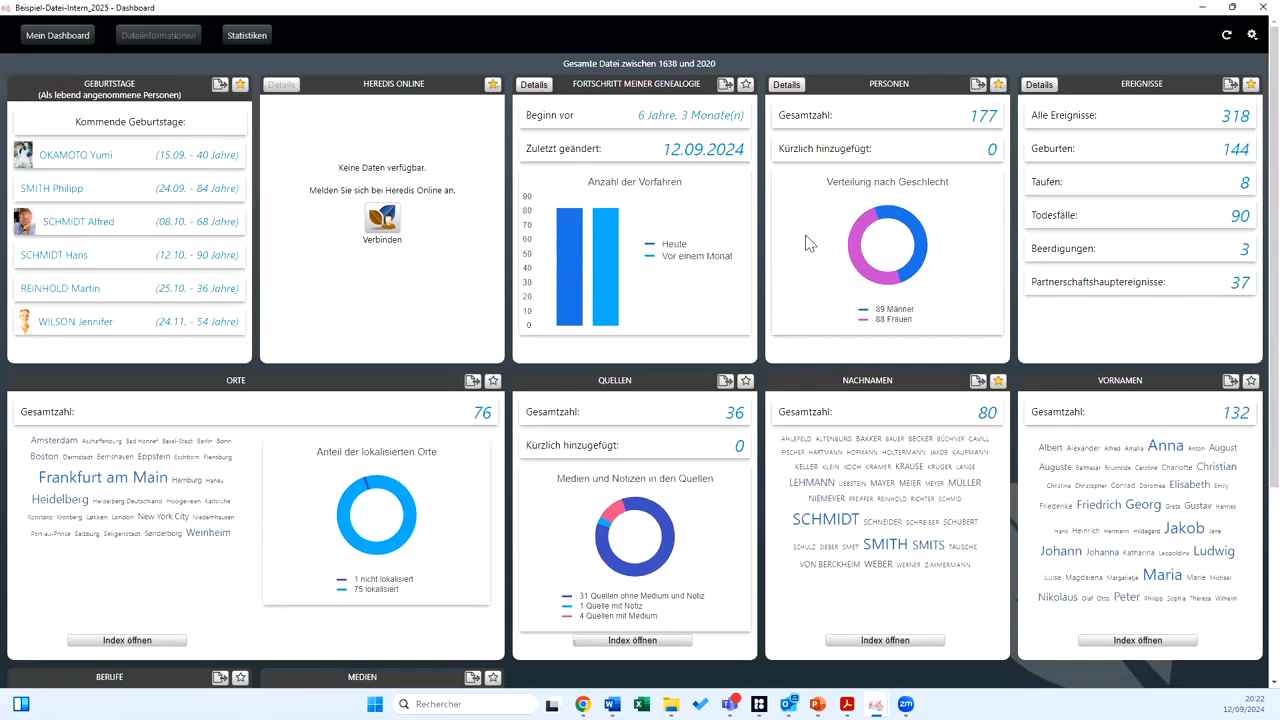 Beispiel-Datei-Intern_2025 - Dashboard
Mein Dashboard
Dateiinformationen
Statistiken
Gesamte Datei zwischen 1638 und 2020
GEBURTSTAGE
(Als lebend angenommene Personen)
Kommende Geburtstage:
OKAMOTO Yumi (15.09. - 40 Jahre)
SMITH Philipp (24.09. - 84 Jahre)
SCHMIDT Alfred (08.10. - 68 Jahre)
SCHMIDT Hans (12.10. - 90 Jahre)
REINHOLD Martin (25.10. - 36 Jahre)
WILSON Jennifer (24.11. - 54 Jahre)
Details
HEREDIS ONLINE
Keine Daten verfügbar.
Melden Sie sich bei Heredis Online an.
Verbinden
Details
FORTSCHRITT MEINER GENEALOGIE
Beginn vor 6 Jahre, 3 Monate(n)
Zuletzt geändert: 12.09.2024
Anzahl der Vorfahren
90
80
70
60
50
40
30
20
10
0
Heute
Vor einem Monat
Details
PERSONEN
Gesamtzahl: 177
Kürzlich hinzugefügt: 0
Verteilung nach Geschlecht
89 Männer
88 Frauen
Details
EREIGNISSE
Alle Ereignisse: 318
Geburten: 144
Taufen: 8
Todesfälle: 90
Beerdigungen: 3
Partnerschaftshauptereignisse: 37
ORTE
Gesamtzahl: 76
Amsterdam Aschaffenburg Bad Honnef Basel-Stadt Berlin Bonn
Boston Darmstadt Eemshaven Eppstein Eschborn Flensburg
Frankfurt am Main Hamburg Hanau
Heidelberg Heidelberg Deutschland Hoogeveen Karlsruhe
Konstanz Kronberg Løkken London New York City Niedernhausen
Port-au-Prince Salzburg Seligenstadt Sønderborg Weinheim
Anteil der lokalisierten Orte
1 nicht lokalisiert
75 lokalisiert
Index öffnen
QUELLEN
Gesamtzahl: 36
Kürzlich hinzugefügt: 0
Medien und Notizen in den Quellen
31 Quellen ohne Medium und Notiz
1 Quelle mit Notiz
4 Quellen mit Medium
Index öffnen
NACHNAMEN
Gesamtzahl: 80
AHLEFELD ALTENBURG BAKKER BAUER BECKER BÜCHNER CAVILL
FISCHER HARTMANN HOFMANN HOLTERMANN JAKOB KAUFMANN
KELLER KLEIN KOCH KRAMER KRAUSE KRÜGER LANGE
LEHMANN LIEBSTEIN MAYER MEIER MEYER MÜLLER
NIEMEYER PFEIFFER REINHOLD RICHTER SCHMID
SCHMIDT SCHNEIDER SCHREIBER SCHUBERT
SCHULZ SIEBER SMET SMITH SMITS TAUSCHE
VON BERCKHEIM WEBER WERNER ZIMMERMANN
Index öffnen
VORNAMEN
Gesamtzahl: 132
Albert Alexander Alfred Amalia Anna Anton August
Auguste Balthasar Brunhilde Caroline Charlotte Christian
Christina Christopher Conrad Dorothea Elisabeth Emily
Friederike Friedrich Georg Greta Gustav Hannes
Hans Heinrich Hermann Hildegard Jakob Jane
Johann Johanna Katharina Leopoldine Ludwig
Luise Magdalena Margarietje Maria Marie Michael
Nikolaus Olaf Otto Peter Philipp Sophia Theresa Wilhelm
Index öffnen
BERUFE
MEDIEN
Rechercher
20:22
12/09/2024